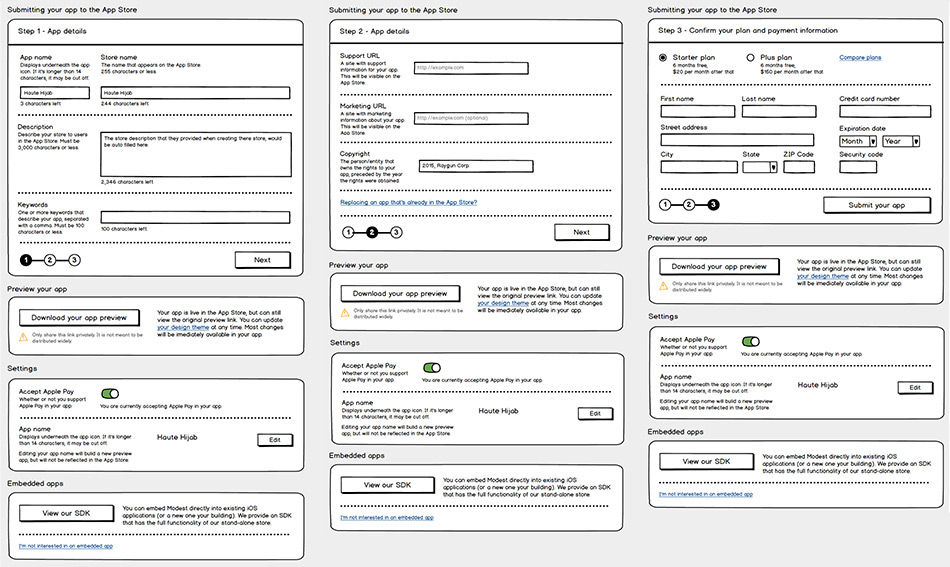 Submitting your app to the App Store
Step 1 - App details
App name
Displays underneath the app
icon. If it's longer than 14
characters, it may be cut off.
Haute Hijab
3 characters left
Store name
The name that appears on the App Store
255 characters or less.
Haute Hijab
244 characters left
Description
Describe your store to users
in the App Store. Must be
3,000 characters or less.
The store description that they provided when creating there store, would
be auto filled here.
2,346 characters left
Keywords
One or more keywords that
describe your app, separated
with a comma. Must be 100
characters or less.
100 characters left
1
2
3
Next
Preview your app
Download your app preview
Only share this link privately. It is not meant to be
distributed widely.
Your app is live in the App Store, but can still
view the original preview link. You can update
your design theme at any time. Most changes
will be imediately available in your app.
Settings
Accept Apple Pay
Whether or not you support
Apple Pay in your app
You are currently accepting Apple Pay in your app
App name
Displays underneath the app icon. If it's longer
than 14 characters, it may be cut off.
Editing your app name will build a new preview
app, but will not be reflected in the App Store.
Haute Hijab
Edit
Embedded apps
View our SDK
You can embed Modest directly into existing iOS
applications (or a new one your building). We provide an SDK
that has the full functionality of our stand-alone store.
I'm not interested in an embedded app
Submitting your app to the App Store
Step 2 - App details
Support URL
A site with support
information for your app.
This will be visible on the
App Store.
http://example.com
Marketing URL
A site with marketing
information about your app.
This will be visible on the
App Store
http://example.com (optional)
Copyright
The person/entity that
owns the rights to your
app, preceded by the year
the rights were obtained.
2015, Raygun Corp.
Replacing an app that's already in the App Store?
1
2
3
Next
Preview your app
Download your app preview
Only share this link privately. It is not meant to be
distributed widely.
Your app is live in the App Store, but can still
view the original preview link. You can update
your design theme at any time. Most changes
will be imediately available in your app.
Settings
Accept Apple Pay
Whether or not you support
Apple Pay in your app
You are currently accepting Apple Pay in your app
App name
Displays underneath the app icon. If it's longer
than 14 characters, it may be cut off.
Editing your app name will build a new preview
app, but will not be reflected in the App Store.
Haute Hijab
Edit
Embedded apps
View our SDK
You can embed Modest directly into existing iOS
applications (or a new one your building). We provide an SDK
that has the full functionality of our stand-alone store.
I'm not interested in an embedded app
Submitting your app to the App Store
Step 3 - Confirm your plan and payment information
Starter plan
6 months free,
$20 per month after that
Plus plan
6 months free,
$150 per month after that
Compare plans
First name
Last name
Credit card number
Street address
Expiration date
Month
Year
City
State
ZIP Code
Security code
1
2
3
Submit your app
Preview your app
Download your app preview
Only share this link privately. It is not meant to be
distributed widely.
Your app is live in the App Store, but can still
view the original preview link. You can update
your design theme at any time. Most changes
will be imediately available in your app.
Settings
Accept Apple Pay
Whether or not you support
Apple Pay in your app
You are currently accepting Apple Pay in your app
App name
Displays underneath the app icon. If it's longer
than 14 characters, it may be cut off.
Editing your app name will build a new preview
app, but will not be reflected in the App Store.
Haute Hijab
Edit
Embedded apps
View our SDK
You can embed Modest directly into existing iOS
applications (or a new one your building). We provide an SDK
that has the full functionality of our stand-alone store.
I'm not interested in an embedded app